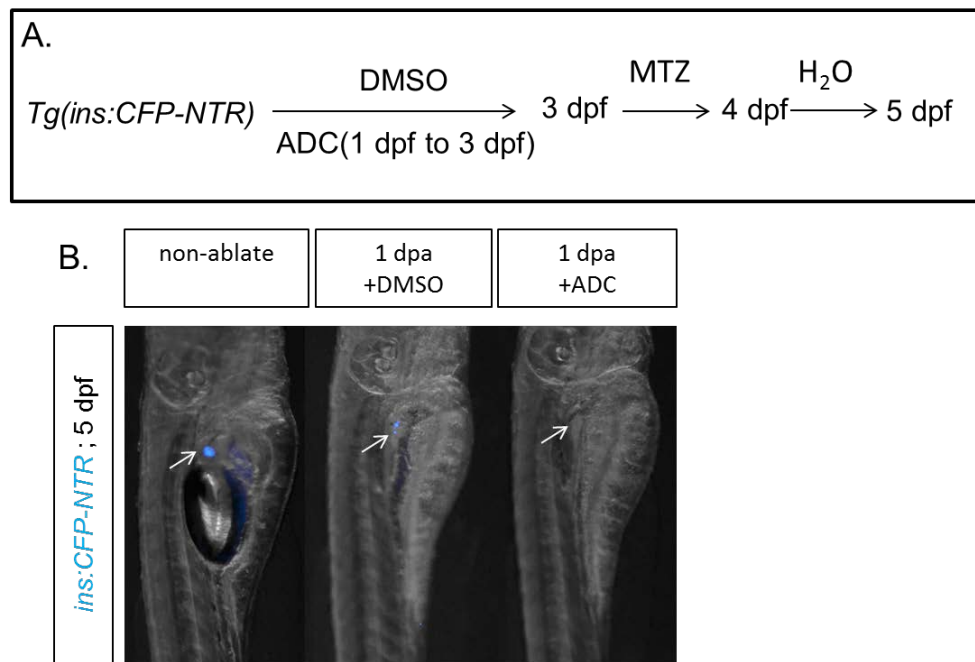 A.
Tg(ins:CFP-NTR)
DMSO
ADC(1 dpf to 3 dpf)
3 dpf
MTZ
4 dpf
H₂O
5 dpf
B.
non-ablate
1 dpa
+DMSO
1 dpa
+ADC
ins:CFP-NTR ; 5 dpf